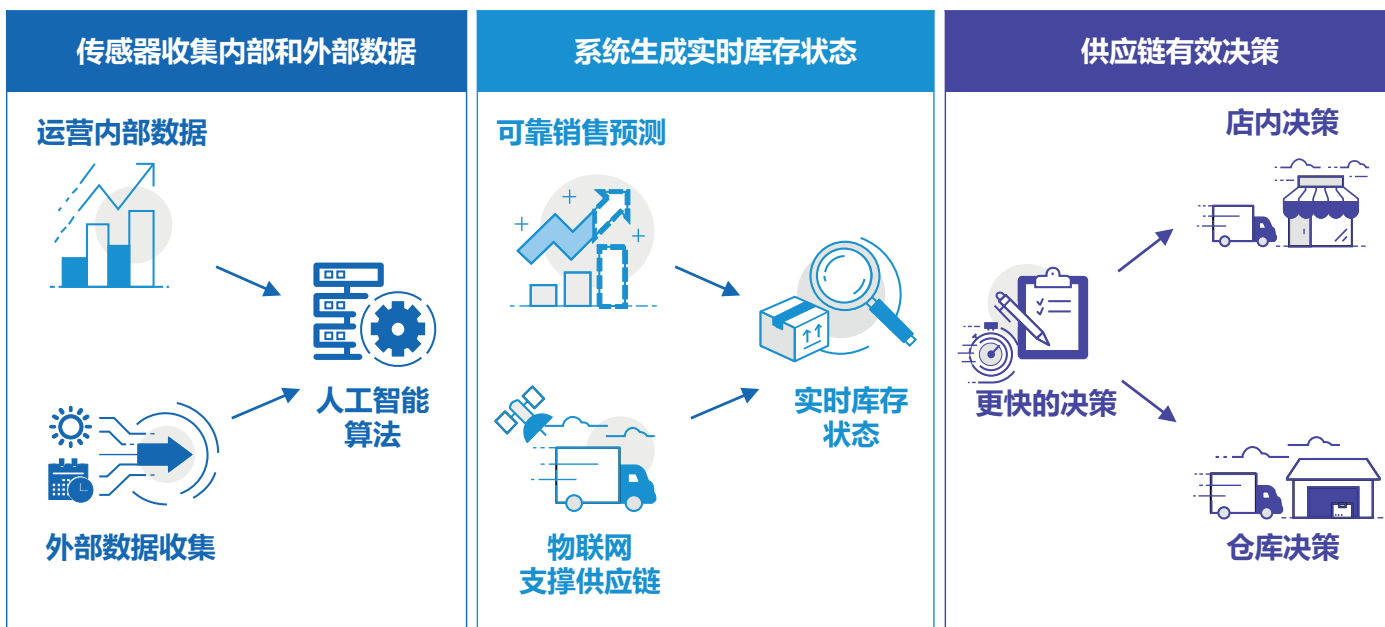 传感器收集内部和外部数据
运营内部数据
人工智能
算法
外部数据收集
系统生成实时库存状态
可靠销售预测
实时库存
状态
物联网
支撑供应链
供应链有效决策
店内决策
更快的决策
仓库决策